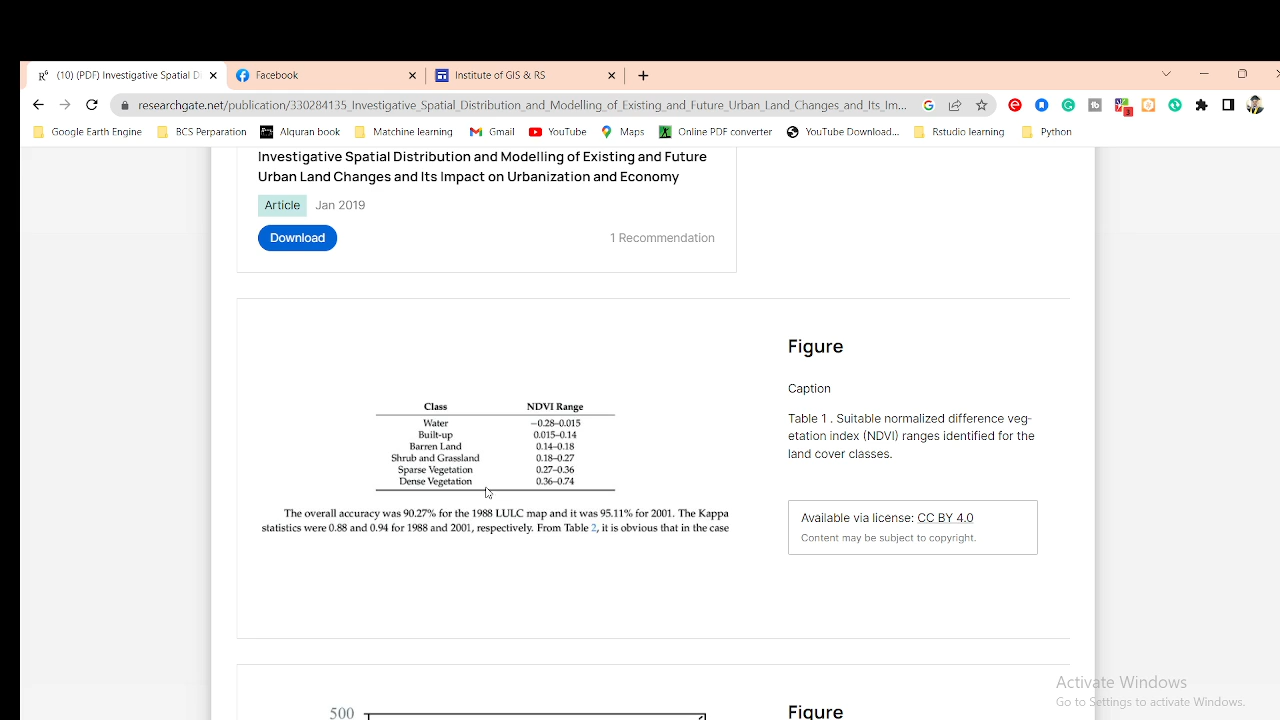 (10) (PDF) Investigative Spatial D
Facebook
Institute of GIS & RS
researchgate.net/publication/330284135_Investigative_Spatial_Distribution_and_Modelling_of_Existing_and_Future_Urban_Land_Changes_and_Its_Im...
Google Earth Engine
BCS Perparation
Alquran book
Matchine learning
Gmail
YouTube
Maps
Online PDF converter
YouTube Download...
Rstudio learning
Python
Investigative Spatial Distribution and Modelling of Existing and Future
Urban Land Changes and Its Impact on Urbanization and Economy
Article Jan 2019
Download 1 Recommendation
Class NDVI Range
Water −0.28–0.015
Built-up 0.015–0.14
Barren Land 0.14–0.18
Shrub and Grassland 0.18–0.27
Sparse Vegetation 0.27–0.36
Dense Vegetation 0.36–0.74
The overall accuracy was 90.27% for the 1988 LULC map and it was 95.11% for 2001. The Kappa
statistics were 0.88 and 0.94 for 1988 and 2001, respectively. From Table 2, it is obvious that in the case
Figure
Caption
Table 1 . Suitable normalized difference veg-
etation index (NDVI) ranges identified for the
land cover classes.
Available via license: CC BY 4.0
Content may be subject to copyright.
500
Figure
Activate Windows
Go to Settings to activate Windows.